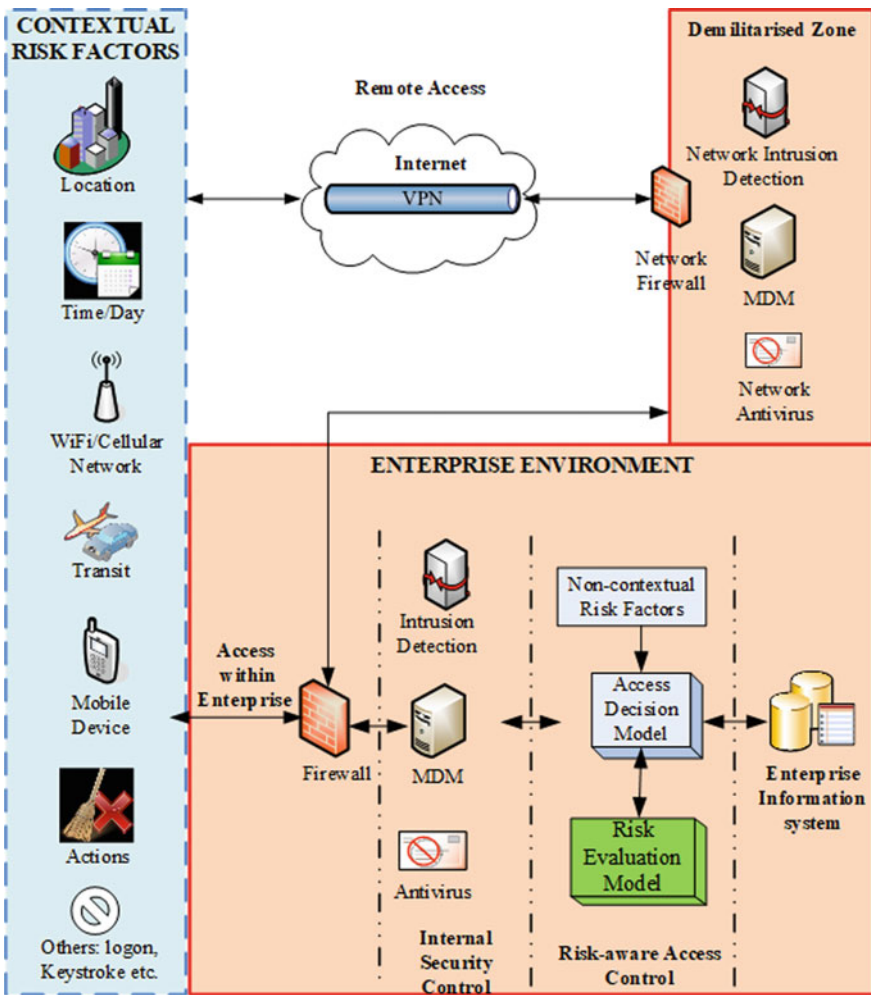 CONTEXTUAL
RISK FACTORS
Location
Time/Day
WiFi/Cellular
Network
Transit
Mobile
Device
Actions
Others: logon,
Keystroke etc.
Remote Access
Internet
VPN
Demilitarised Zone
Network Intrusion
Detection
Network
Firewall
MDM
Network
Antivirus
ENTERPRISE ENVIRONMENT
Access
within
Enterprise
Firewall
Intrusion
Detection
MDM
Antivirus
Internal
Security
Control
Non-contextual
Risk Factors
Access
Decision
Model
Risk
Evaluation
Model
Risk-aware Access
Control
Enterprise
Information
system